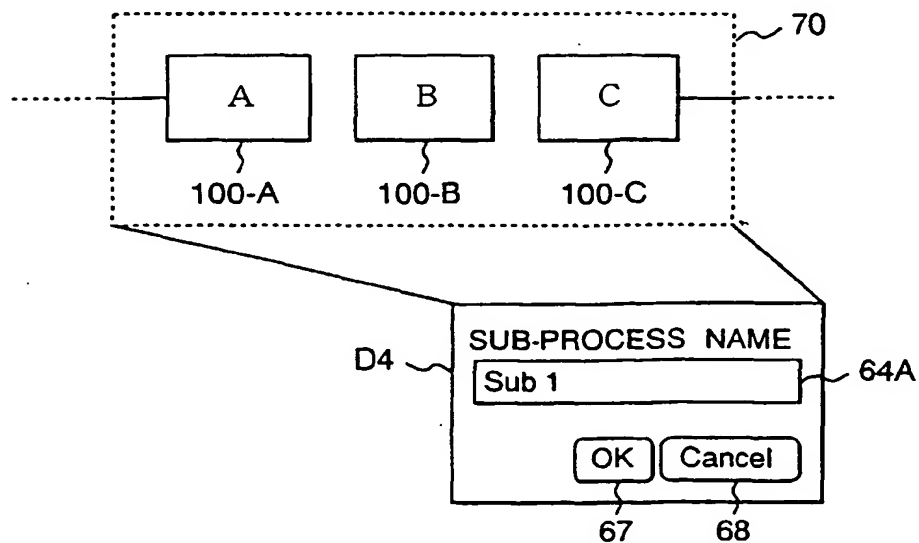 70
A B C
100-A 100-B 100-C
SUB-PROCESS NAME
D4
Sub 1
64A
OK Cancel
67 68